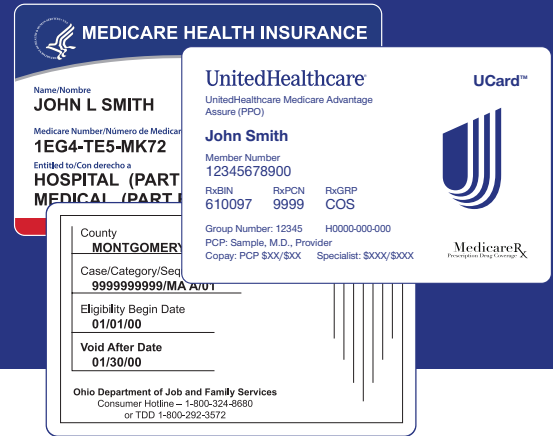 MEDICARE HEALTH INSURANCE
Name/Nombre
JOHN L SMITH
Medicare Number/Número de Medicar
1EG4-TE5-MK72
Entitled to/Con derecho a
HOSPITAL (PART
MEDICAL (PART
UnitedHealthcare®
UCard™
UnitedHealthcare Medicare Advantage
Assure (PPO)
John Smith
Member Number
12345678900
RxBIN RxPCN RxGRP
610097 9999 COS
Group Number: 12345 H0000-000-000
PCP: Sample, M.D., Provider
Copay: PCP $XX/$XX Specialist: $XXX/$XXX
MedicareRx
Prescription Drug Coverage
County
MONTGOMERY
Case/Category/Seq
9999999999/MA A/01
Eligibility Begin Date
01/01/00
Void After Date
01/30/00
Ohio Department of Job and Family Services
Consumer Hotline – 1-800-324-8680
or TDD 1-800-292-3572